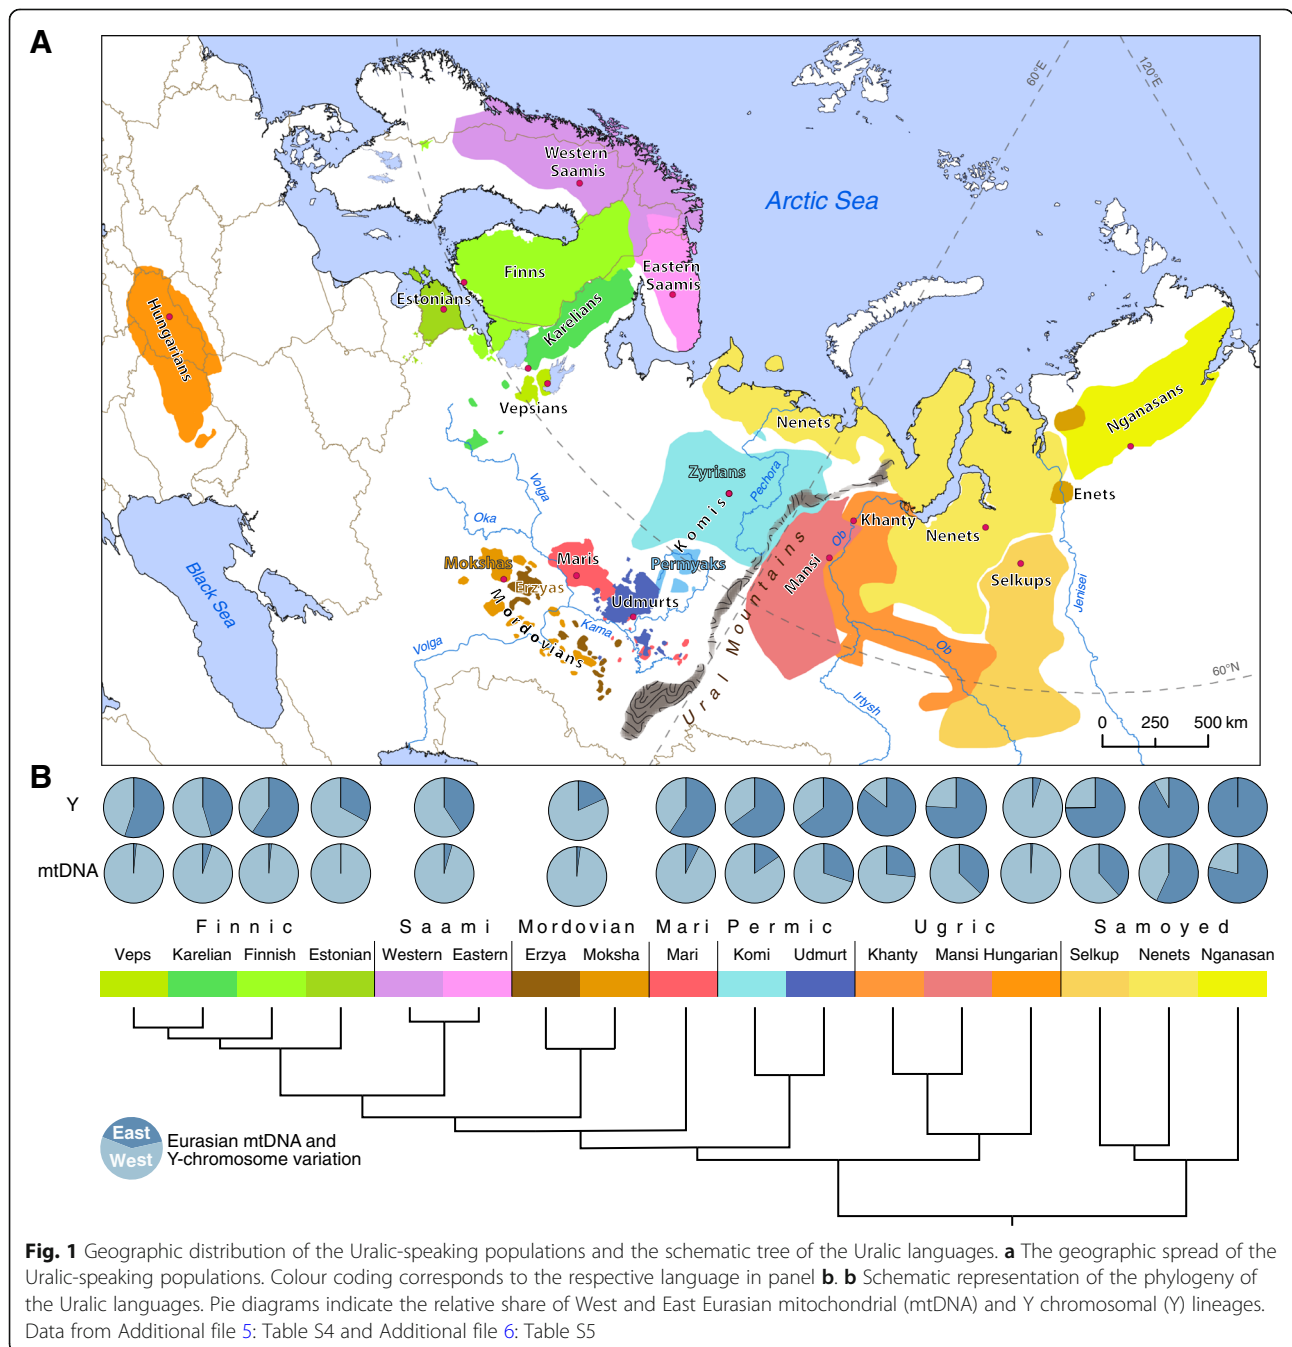 A
60°E
120°E
Western
Saamis
Arctic Sea
Finns
Eastern
Saamis
Estonians
Karelians
Hungarians
Vepsians
Nenets
Nganasans
Zyrians
Pechora
Komis
Volga
Enets
Oka
Khanty
Ob
Nenets
Mokshas
Maris
Permyaks
Mansi
Selkups
Erzyas
Black Sea
Udmurts
Jenisei
Mordovians
Kama
Volga
Ural Mountains
Ob
60°N
Irtysh
0 250 500 km
B
Y
mtDNA
Finnic Saami Mordovian Mari Permic Ugric Samoyed
Veps Karelian Finnish Estonian Western Eastern Erzya Moksha Mari Komi Udmurt Khanty Mansi Hungarian Selkup Nenets Nganasan
East
West
Eurasian mtDNA and
Y-chromosome variation
Fig. 1 Geographic distribution of the Uralic-speaking populations and the schematic tree of the Uralic languages. a The geographic spread of the
Uralic-speaking populations. Colour coding corresponds to the respective language in panel b. b Schematic representation of the phylogeny of
the Uralic languages. Pie diagrams indicate the relative share of West and East Eurasian mitochondrial (mtDNA) and Y chromosomal (Y) lineages.
Data from Additional file 5: Table S4 and Additional file 6: Table S5